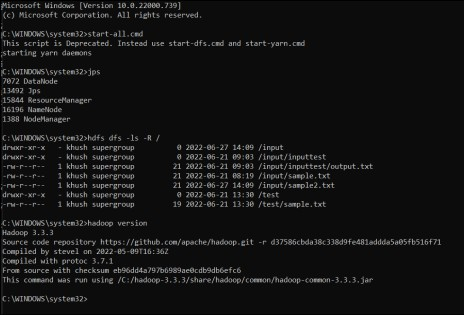 Microsoft Windows [Version 10.0.22000.739]
(c) Microsoft Corporation. All rights reserved.
C:\WINDOWS\system32>start-all.cmd
This script is Deprecated. Instead use start-dfs.cmd and start-yarn.cmd
starting yarn daemons
C:\WINDOWS\system32>jps
7072 DataNode
13492 Jps
15844 ResourceManager
16196 NameNode
1388 NodeManager
C:\WINDOWS\system32>hdfs dfs -ls -R /
drwxr-xr-x - khush supergroup 0 2022-06-27 14:09 /input
drwxr-xr-x - khush supergroup 0 2022-06-21 09:03 /input/inputtest
-rw-r--r-- 1 khush supergroup 21 2022-06-21 09:03 /input/inputtest/output.txt
-rw-r--r-- 1 khush supergroup 21 2022-06-21 08:19 /input/sample.txt
-rw-r--r-- 1 khush supergroup 21 2022-06-27 14:09 /input/sample2.txt
drwxr-xr-x - khush supergroup 0 2022-06-21 13:30 /test
-rw-r--r-- 1 khush supergroup 19 2022-06-21 13:30 /test/sample.txt
C:\WINDOWS\system32>hadoop version
Hadoop 3.3.3
Source code repository https://github.com/apache/hadoop.git -r d37586cbda38c338d9fe481addda5a05fb516f71
Compiled by stevel on 2022-05-09T16:36Z
Compiled with protoc 3.7.1
From source with checksum eb96dd4a797b6989ae0cdb9db6efc6
This command was run using /C:/hadoop-3.3.3/share/hadoop/common/hadoop-common-3.3.3.jar
C:\WINDOWS\system32>